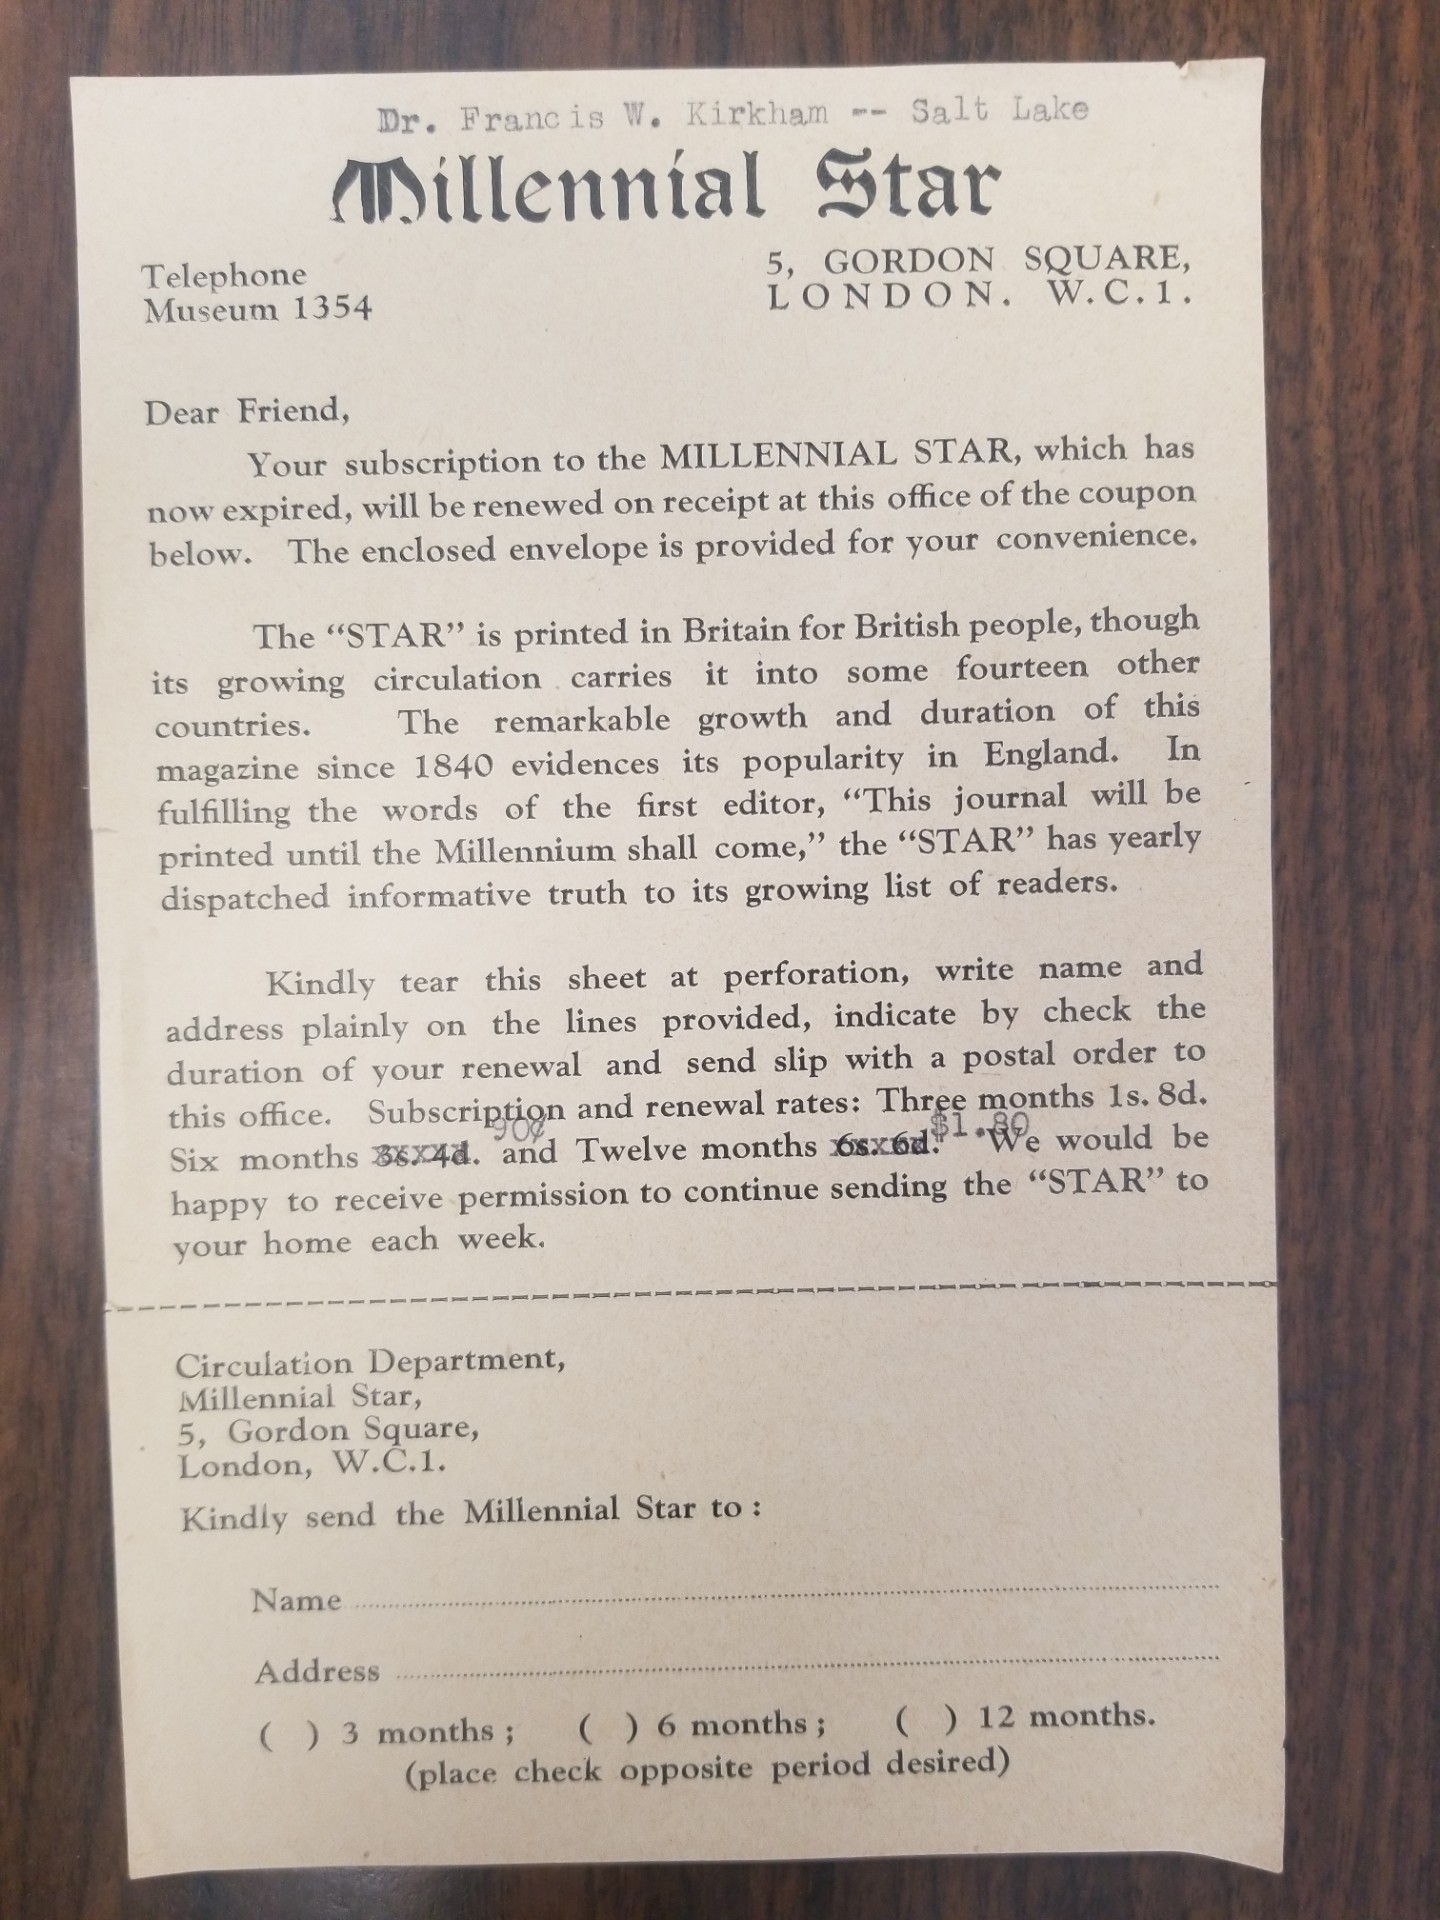 Dr. Francis W. Kirkham -- Salt Lake
Millennial Star
Telephone
Museum 1354
5, GORDON SQUARE,
LONDON. W.C.1.
Dear Friend,
Your subscription to the MILLENNIAL STAR, which has
now expired, will be renewed on receipt at this office of the coupon
below. The enclosed envelope is provided for your convenience.
The “STAR” is printed in Britain for British people, though
its growing circulation carries it into some fourteen other
countries. The remarkable growth and duration of this
magazine since 1840 evidences its popularity in England. In
fulfilling the words of the first editor, “This journal will be
printed until the Millennium shall come,” the “STAR” has yearly
dispatched informative truth to its growing list of readers.
Kindly tear this sheet at perforation, write name and
address plainly on the lines provided, indicate by check the
duration of your renewal and send slip with a postal order to
this office. Subscription and renewal rates: Three months 1s. 8d.
90¢ $1.80
Six months 3s. 4d. and Twelve months 6s. 6d. We would be
happy to receive permission to continue sending the “STAR” to
your home each week.
Circulation Department,
Millennial Star,
5, Gordon Square,
London, W.C.1.
Kindly send the Millennial Star to :
Name
Address
( ) 3 months ; ( ) 6 months ; ( ) 12 months.
(place check opposite period desired)